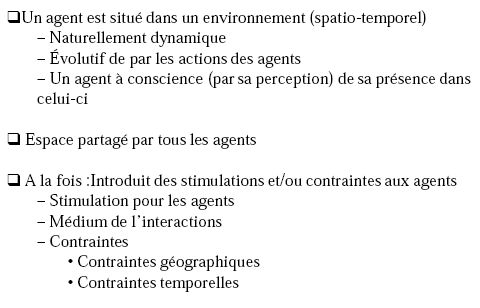 ❑Un agent est situé dans un environnement (spatio-temporel)
– Naturellement dynamique
– Évolutif de par les actions des agents
– Un agent à conscience (par sa perception) de sa présence dans
celui-ci
❑ Espace partagé par tous les agents
❑ A la fois :Introduit des stimulations et/ou contraintes aux agents
– Stimulation pour les agents
– Médium de l'interactions
– Contraintes
• Contraintes géographiques
• Contraintes temporelles